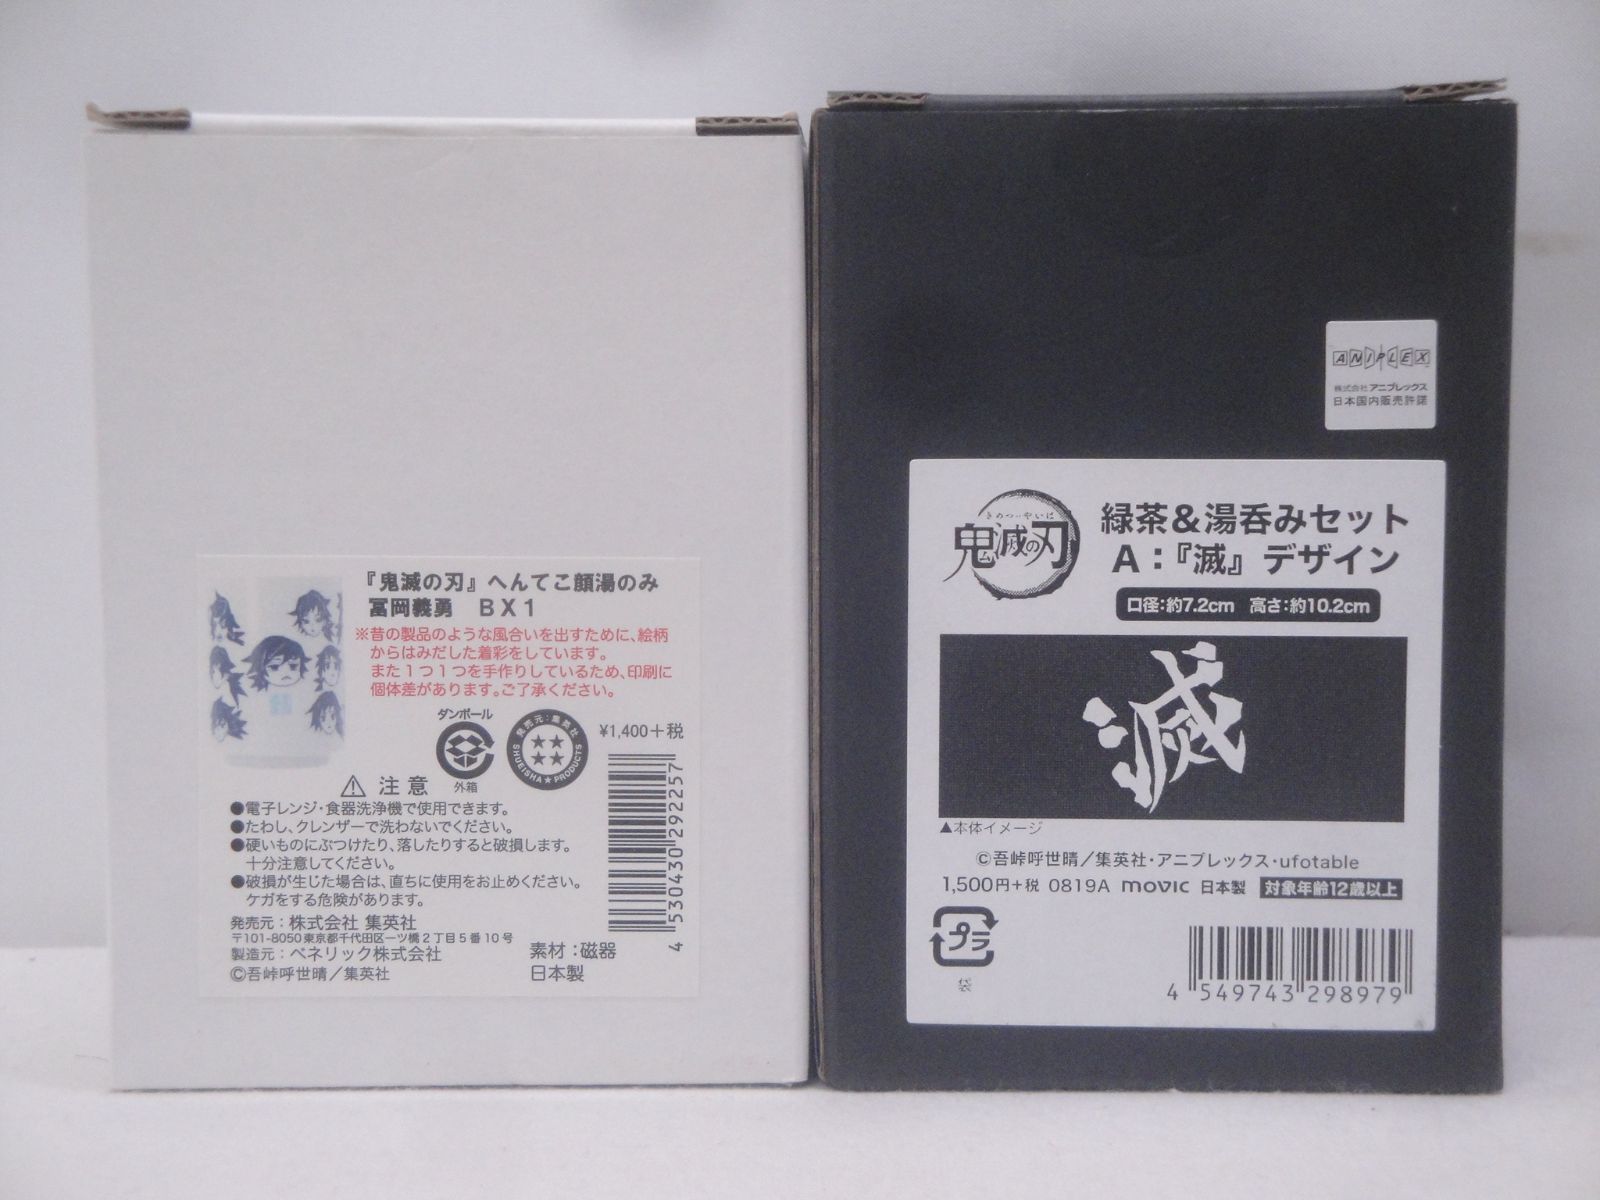 『鬼滅の刃』へんてこ顔湯のみ
冨岡義勇　ＢＸ１
※昔の製品のような風合いを出すために、絵柄
からはみだした着彩をしています。
また１つ１つを手作りしているため、印刷に
個体差があります。ご了承ください。
ダンボール
外箱
発売元：集英社
SHUEISHA★PRODUCTS
¥1,400＋税
注意
●電子レンジ・食器洗浄機で使用できます。
●たわし、クレンザーで洗わないでください。
●硬いものにぶつけたり、落したりすると破損します。
十分注意してください。
●破損が生じた場合は、直ちに使用をお止めください。
ケガをする危険があります。
発売元：株式会社 集英社
〒101-8050東京都千代田区一ツ橋２丁目５番10号
製造元：ベネリック株式会社
©吾峠呼世晴／集英社
素材：磁器
日本製
4 530430 292257
ANIPLEX
株式会社アニプレックス
日本国内販売許諾
きめつのやいば
鬼滅の刃
緑茶＆湯呑みセット
A：『滅』デザイン
口径：約7.2cm　高さ：約10.2cm
滅
▲本体イメージ
©吾峠呼世晴／集英社・アニプレックス・ufotable
1,500円＋税 0819A movic 日本製 対象年齢12歳以上
プラ
袋
4 549743 298979